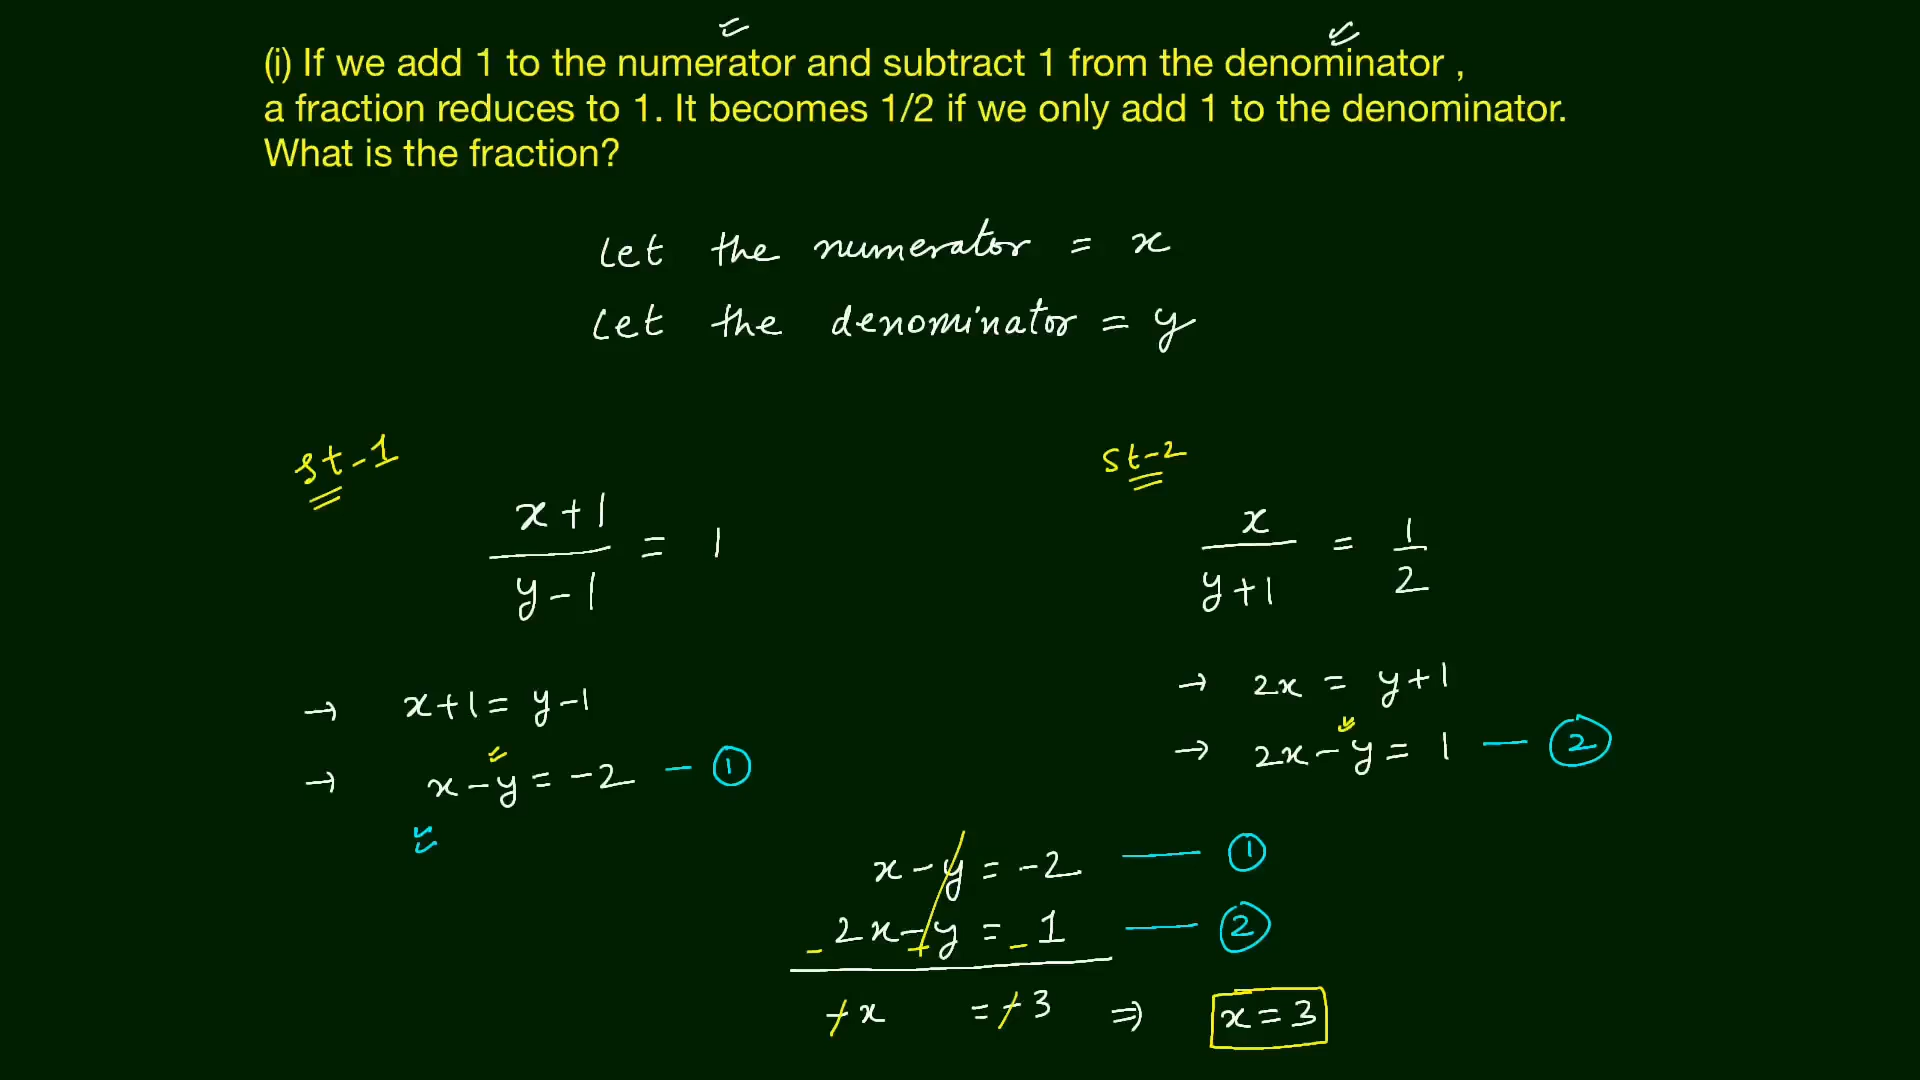 (i) If we add 1 to the numerator and subtract 1 from the denominator ,
a fraction reduces to 1. It becomes 1/2 if we only add 1 to the denominator.
What is the fraction?
Let the numerator = x
Let the denominator = y
st-1
x+1
y-1
= 1
→ x+1 = y-1
→ x-y = -2 — ①
st-2
x
y+1
= 1/2
→ 2x = y+1
→ 2x-y = 1 — ②
x-y = -2 — ①
2x-y = 1 — ②
- + -
-x = -3 ⇒ x=3